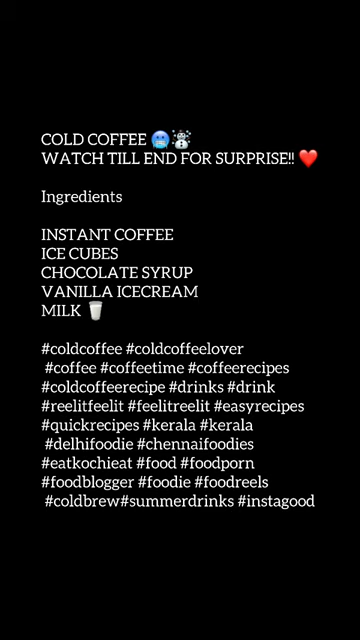 COLD COFFEE 🥶☃️
WATCH TILL END FOR SURPRISE!! ❤️
Ingredients
INSTANT COFFEE
ICE CUBES
CHOCOLATE SYRUP
VANILLA ICECREAM
MILK 🥛
#coldcoffee #coldcoffeelover
#coffee #coffeetime #coffeerecipes
#coldcoffeerecipe #drinks #drink
#reelitfeelit #feelitreelit #easyrecipes
#quickrecipes #kerala #kerala
#delhifoodie #chennaifoodies
#eatkochieat #food #foodporn
#foodblogger #foodie #foodreels
#coldbrew#summerdrinks #instagood